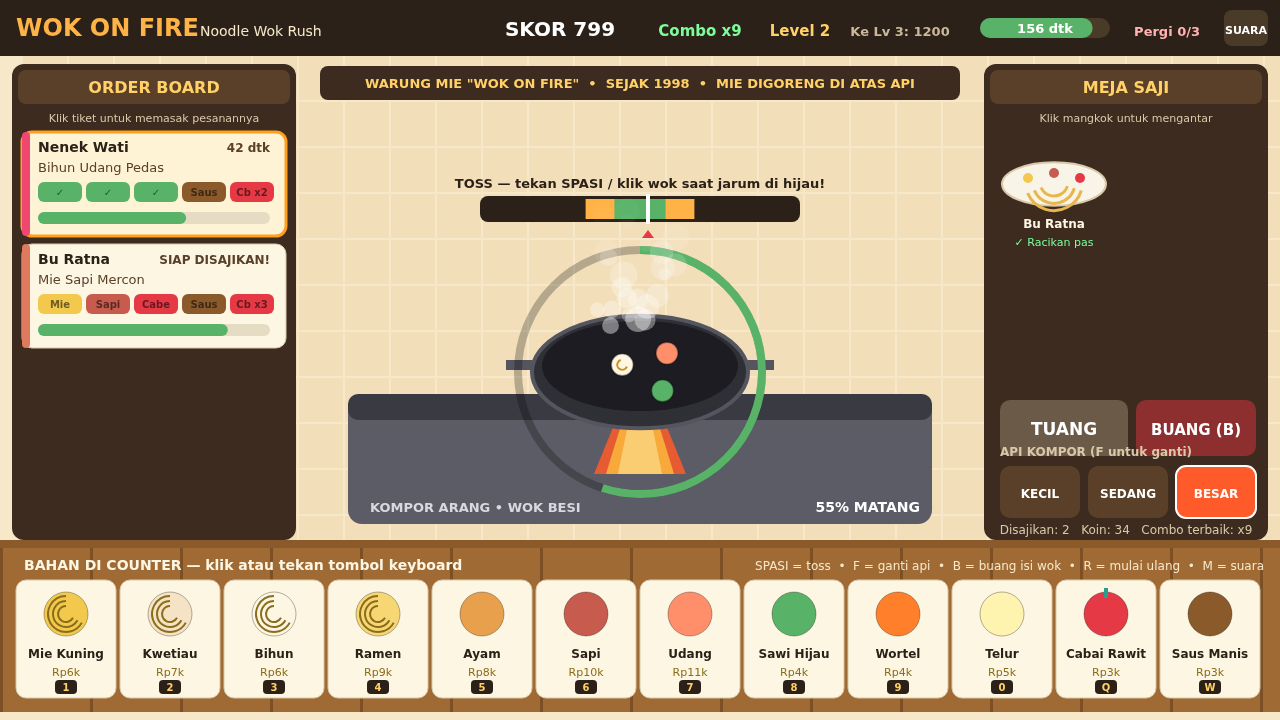 WOK ON FIRE Noodle Wok Rush
SKOR 799
Combo x9
Level 2
Ke Lv 3: 1200
156 dtk
Pergi 0/3
SUARA
ORDER BOARD
Klik tiket untuk memasak pesanannya
Nenek Wati 42 dtk
Bihun Udang Pedas
✓ ✓ ✓ Saus Cb x2
Bu Ratna SIAP DISAJIKAN!
Mie Sapi Mercon
Mie Sapi Cabe Saus Cb x3
WARUNG MIE "WOK ON FIRE" • SEJAK 1998 • MIE DIGORENG DI ATAS API
TOSS — tekan SPASI / klik wok saat jarum di hijau!
KOMPOR ARANG • WOK BESI
55% MATANG
MEJA SAJI
Klik mangkok untuk mengantar
Bu Ratna
✓ Racikan pas
TUANG
BUANG (B)
API KOMPOR (F untuk ganti)
KECIL
SEDANG
BESAR
Disajikan: 2 Koin: 34 Combo terbaik: x9
BAHAN DI COUNTER — klik atau tekan tombol keyboard
SPASI = toss • F = ganti api • B = buang isi wok • R = mulai ulang • M = suara
Mie Kuning Kwetiau Bihun Ramen Ayam Sapi Udang Sawi Hijau Wortel Telur Cabai Rawit Saus Manis
Rp6k Rp7k Rp6k Rp9k Rp8k Rp10k Rp11k Rp4k Rp4k Rp5k Rp3k Rp3k
1 2 3 4 5 6 7 8 9 0 Q W